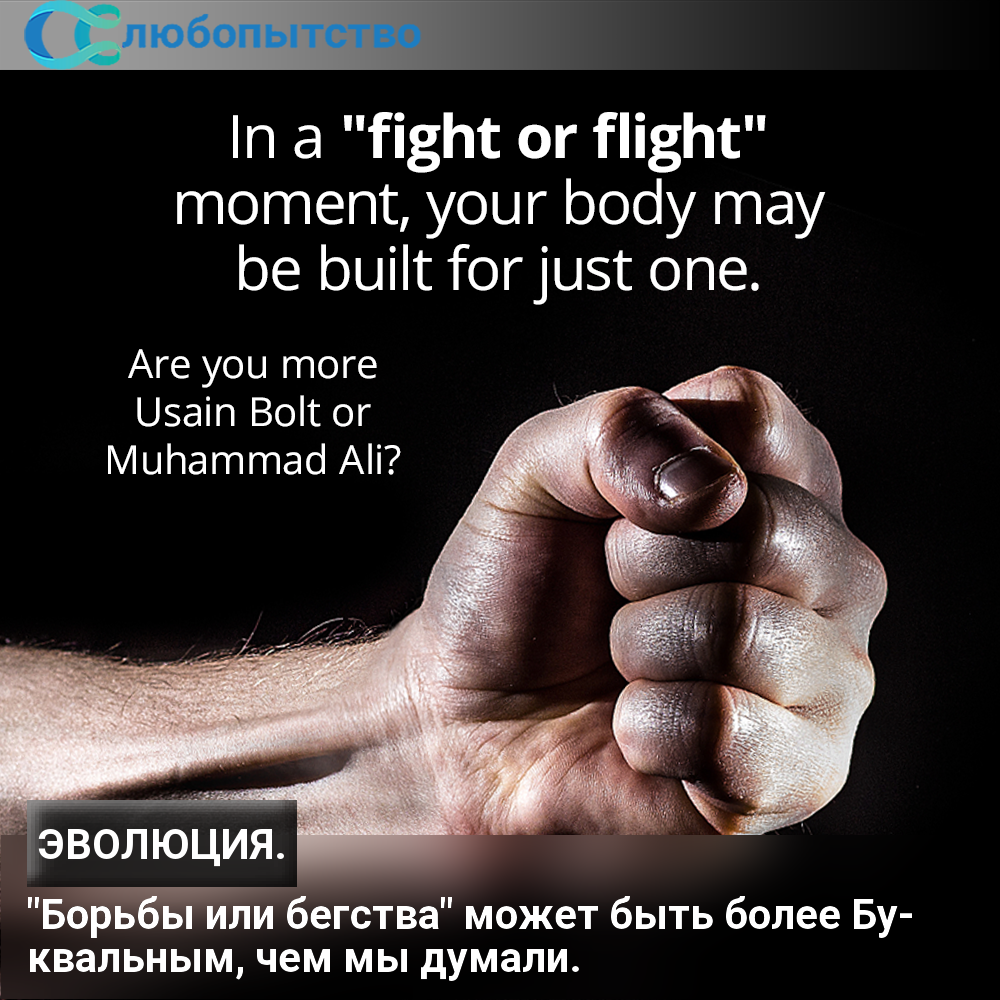 любопытство
In a "fight or flight"
moment, your body may
be built for just one.
Are you more
Usain Bolt or
Muhammad Ali?
ЭВОЛЮЦИЯ.
"Борьбы или бегства" может быть более Бу-
квальным, чем мы думали.